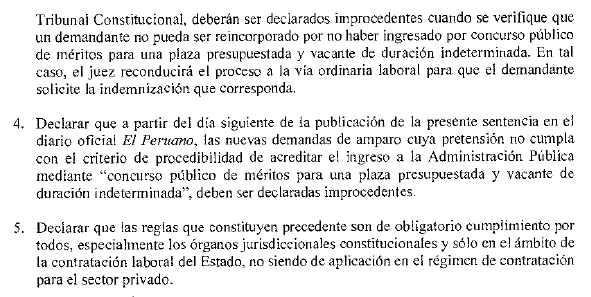 Tribunal Constitucional, deberán ser declarados improcedentes cuando se verifique que
un demandante no pueda ser reincorporado por no haber ingresado por concurso público
de méritos para una plaza presupuestada y vacante de duración indeterminada. En tal
caso, el juez reconducirá el proceso a la vía ordinaria laboral para que el demandante
solicite la indemnización que corresponda.
4. Declarar que a partir del día siguiente de la publicación de la presente sentencia en el
diario oficial El Peruano, las nuevas demandas de amparo cuya pretensión no cumpla
con el criterio de procedibilidad de acreditar el ingreso a la Administración Pública
mediante “concurso público de méritos para una plaza presupuestada y vacante de
duración indeterminada”, deben ser declaradas improcedentes.
5. Declarar que las reglas que constituyen precedente son de obligatorio cumplimiento por
todos, especialmente los órganos jurisdiccionales constitucionales y sólo en el ámbito de
la contratación laboral del Estado, no siendo de aplicación en el régimen de contratación
para el sector privado.